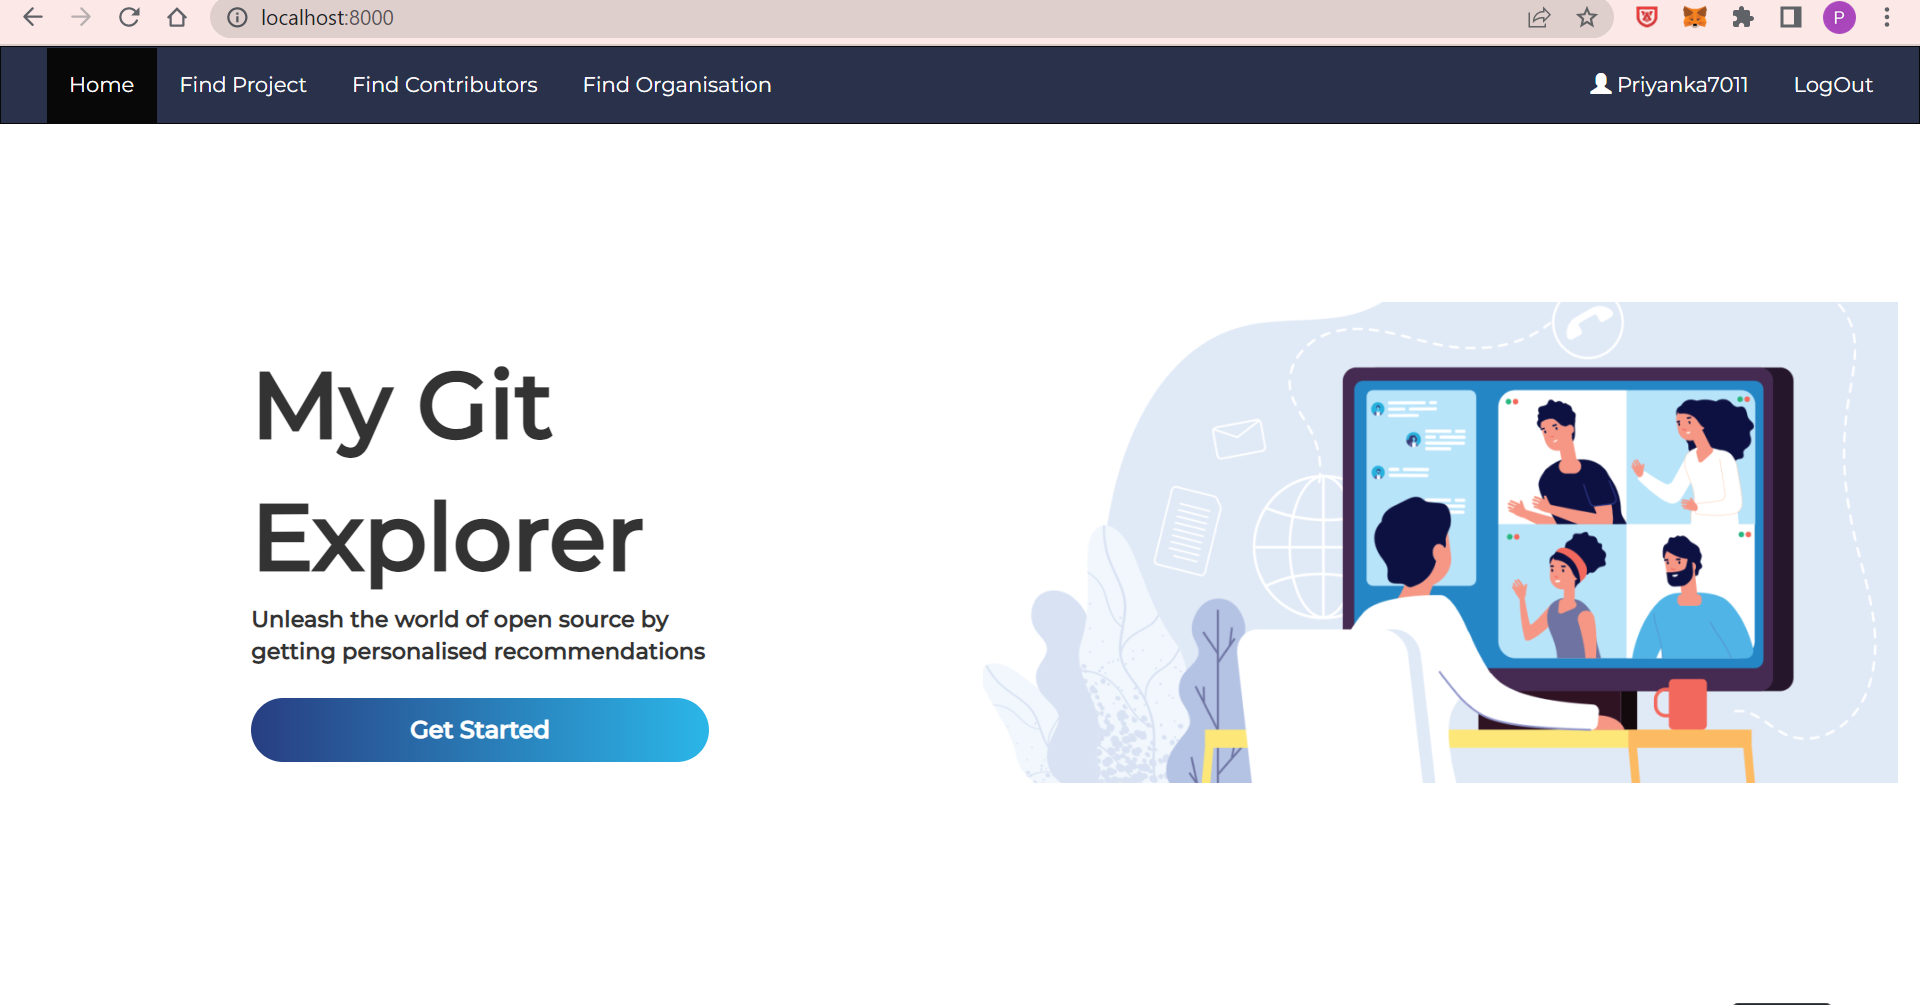 localhost:8000
P
Home Find Project Find Contributors Find Organisation Priyanka7011 LogOut
My Git
Explorer
Unleash the world of open source by
getting personalised recommendations
Get Started